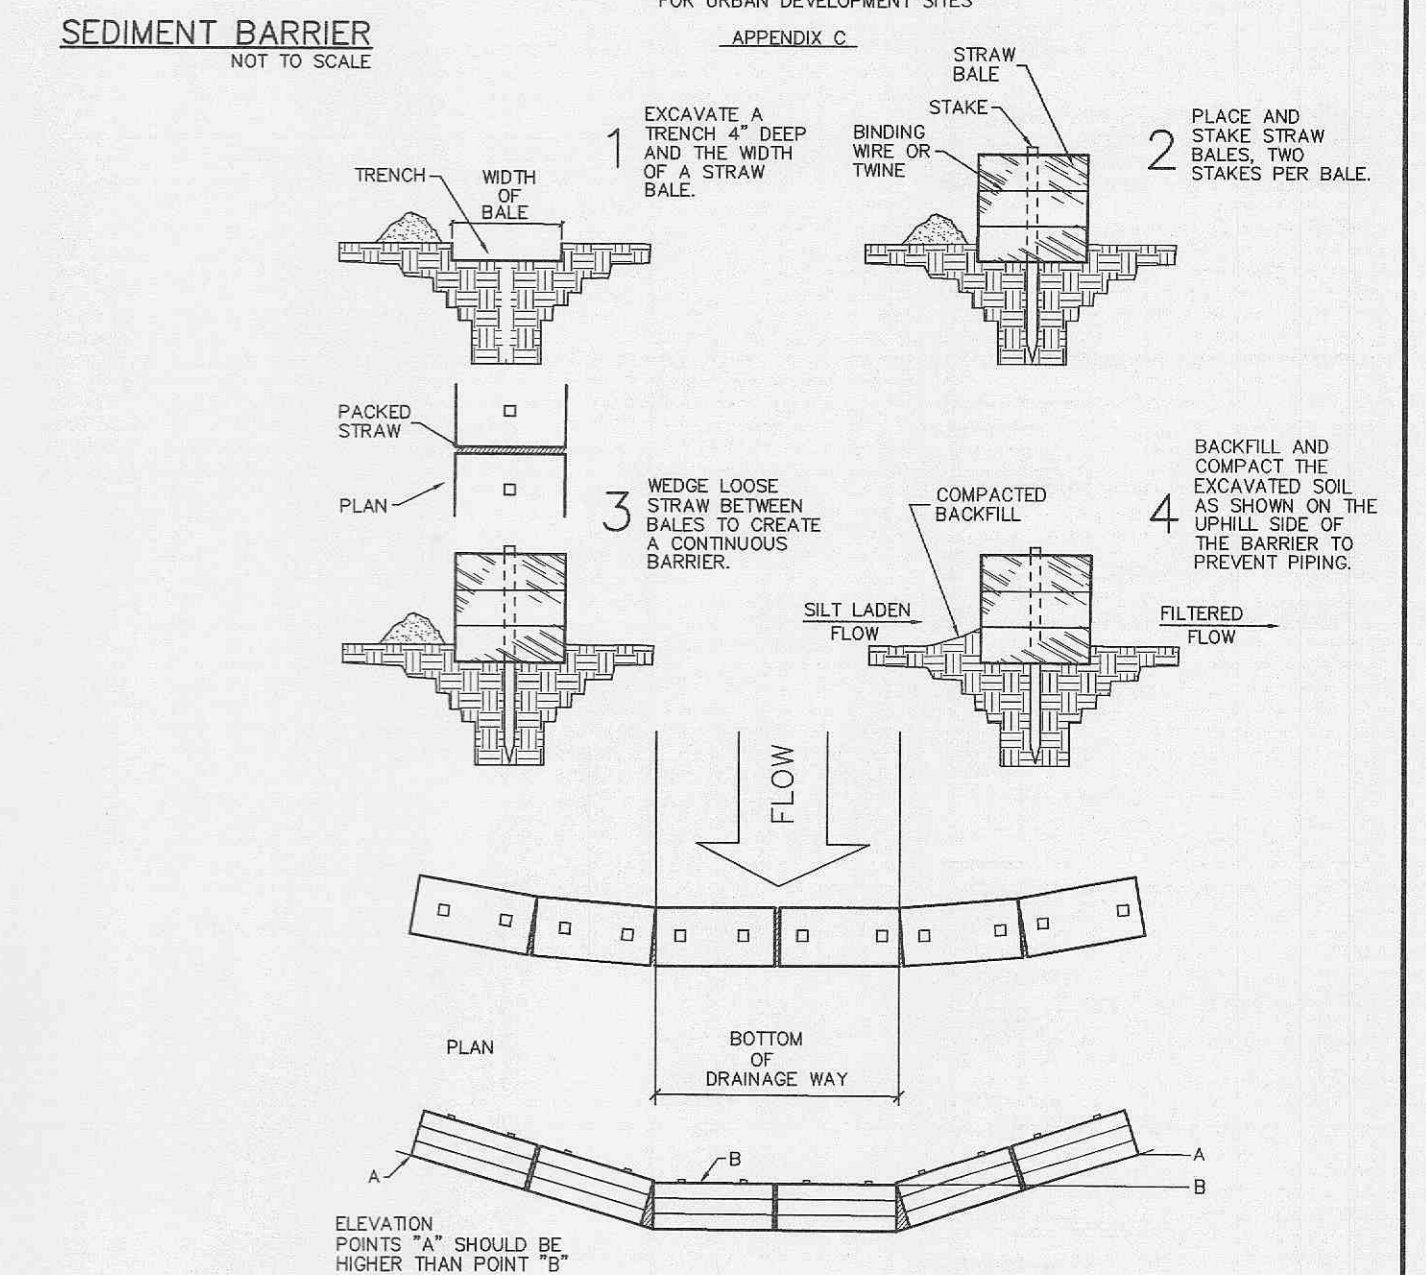 FOR URBAN DEVELOPMENT SITES
SEDIMENT BARRIER
NOT TO SCALE
APPENDIX C
1
EXCAVATE A
TRENCH 4" DEEP
AND THE WIDTH
OF A STRAW
BALE.
TRENCH
WIDTH
OF
BALE
STRAW
BALE
STAKE
BINDING
WIRE OR
TWINE
2
PLACE AND
STAKE STRAW
BALES, TWO
STAKES PER BALE.
PACKED
STRAW
PLAN
3
WEDGE LOOSE
STRAW BETWEEN
BALES TO CREATE
A CONTINUOUS
BARRIER.
COMPACTED
BACKFILL
4
BACKFILL AND
COMPACT THE
EXCAVATED SOIL
AS SHOWN ON THE
UPHILL SIDE OF
THE BARRIER TO
PREVENT PIPING.
SILT LADEN
FLOW
FILTERED
FLOW
FLOW
PLAN
BOTTOM
OF
DRAINAGE WAY
A
B
A
B
ELEVATION
POINTS "A" SHOULD BE
HIGHER THAN POINT "B"